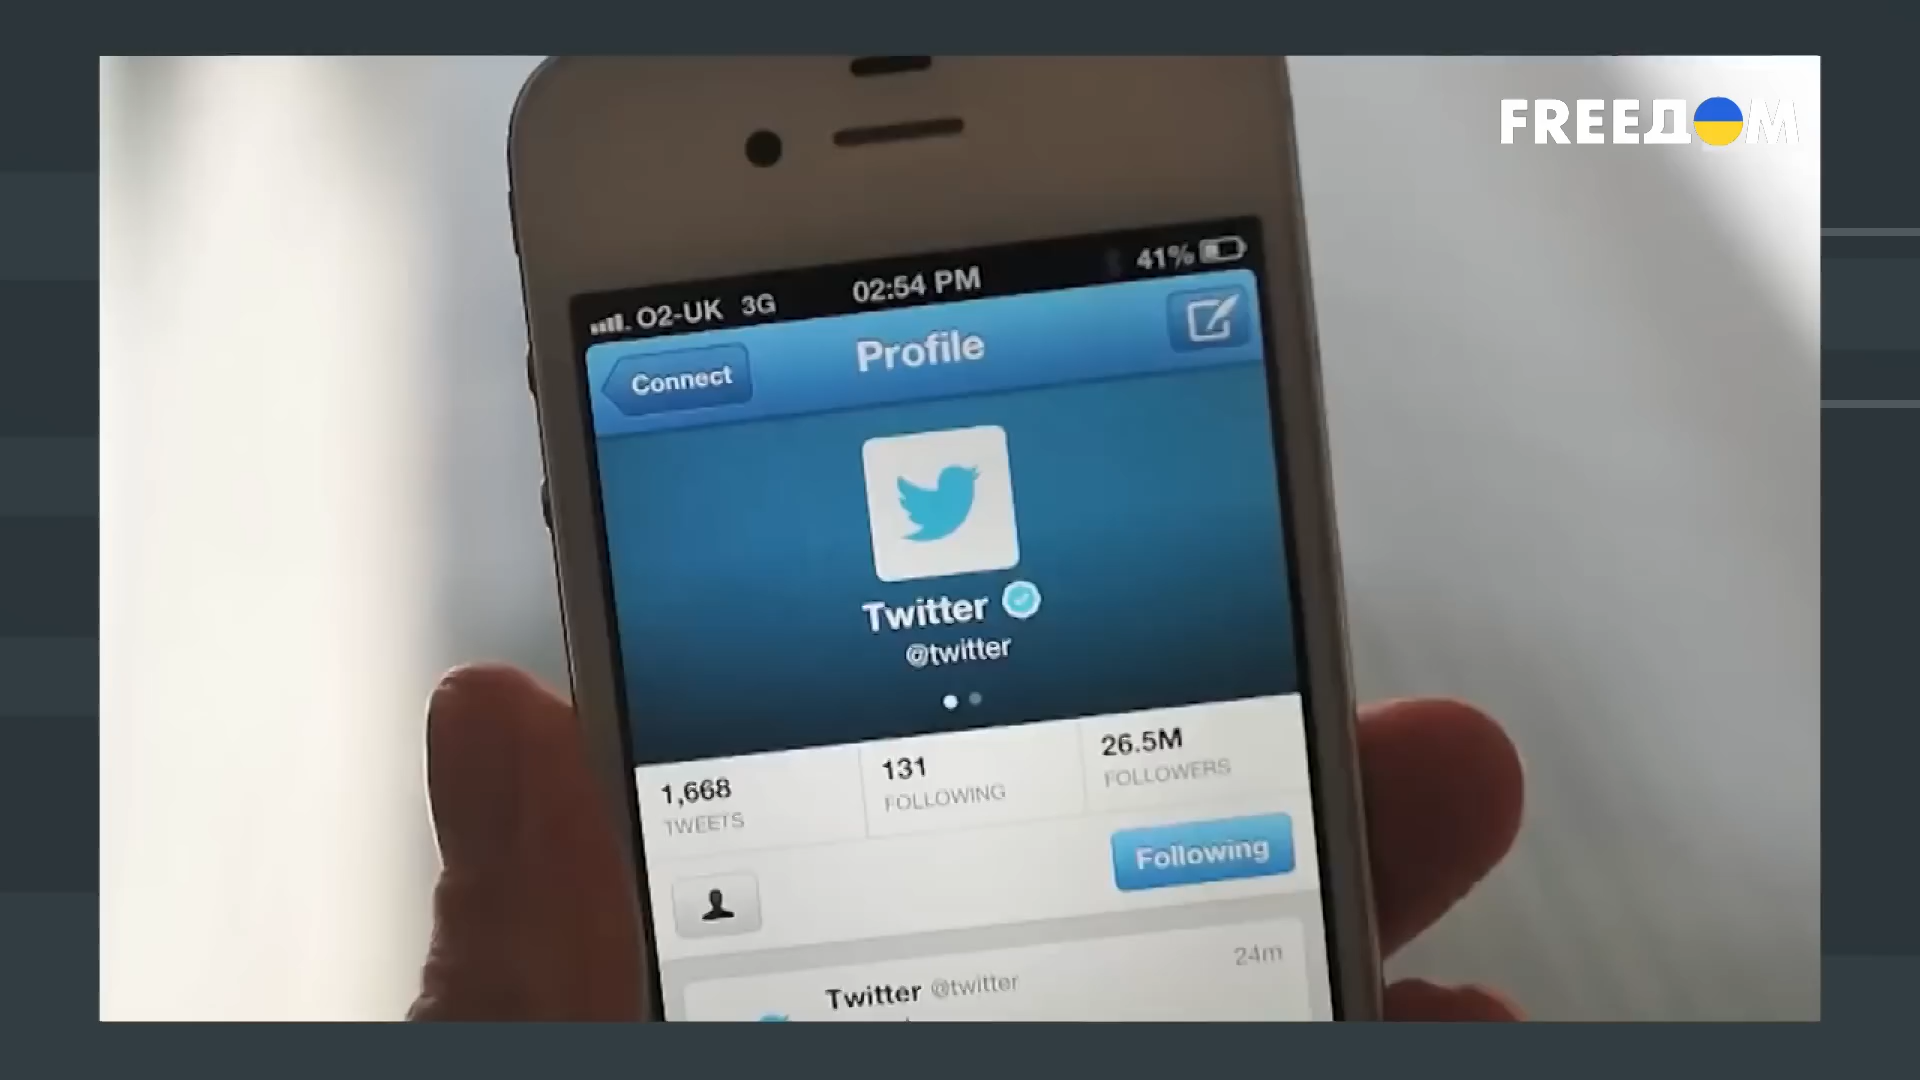 FREEДOM
O2-UK 3G 02:54 PM 41%
Connect Profile
Twitter
@twitter
1,668 131 26.5M
TWEETS FOLLOWING FOLLOWERS
Following
Twitter @twitter 24m